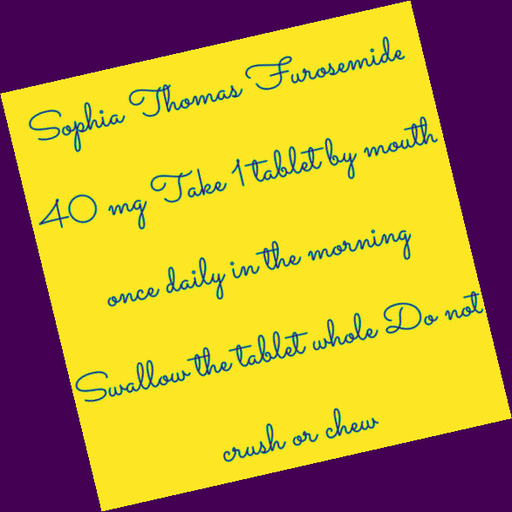 Sophia Thomas Furosemide
40 mg Take 1 tablet by mouth
once daily in the morning
Swallow the tablet whole Do not
crush or chew